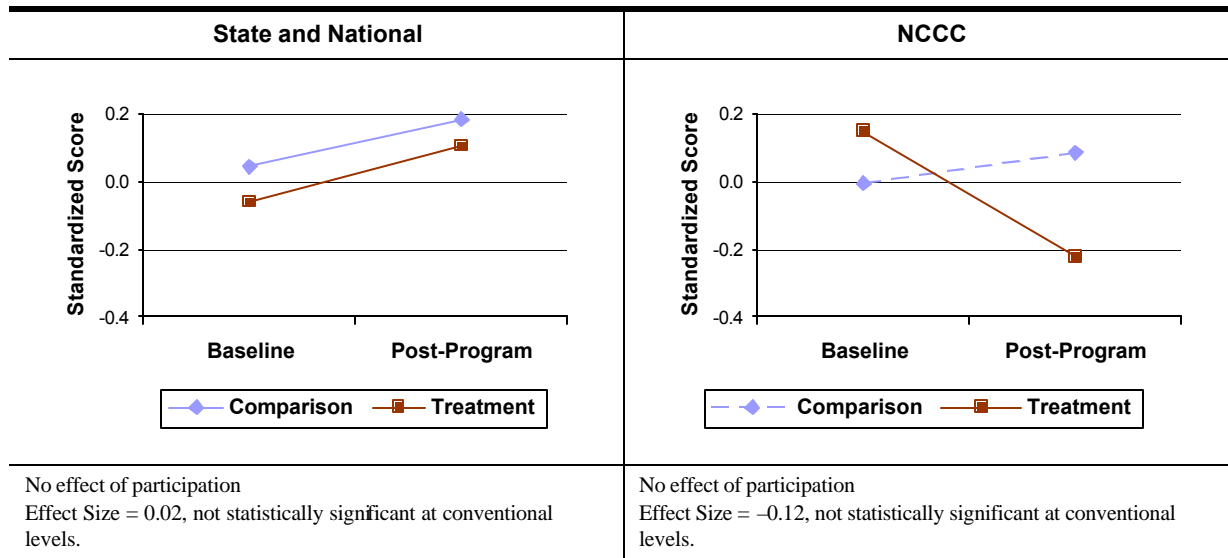 State and National
NCCC
Standardized Score
0.2
0.0
-0.2
-0.4
Baseline
Post-Program
Comparison
Treatment
Standardized Score
0.2
0.0
-0.2
-0.4
Baseline
Post-Program
Comparison
Treatment
No effect of participation
Effect Size = 0.02, not statistically significant at conventional
levels.
No effect of participation
Effect Size = –0.12, not statistically significant at conventional
levels.